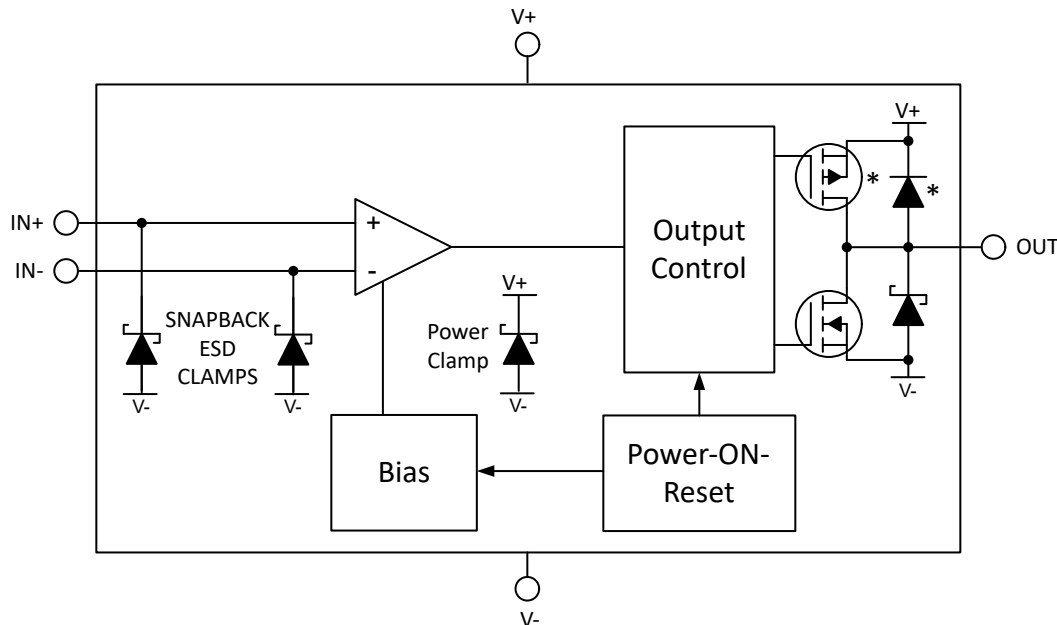 V+
V+
*
*
IN+
+
Output
Control
OUT
IN-
-
V+
SNAPBACK
ESD
CLAMPS
Power
Clamp
V-
V-
V-
V-
Bias
Power-ON-
Reset
V-